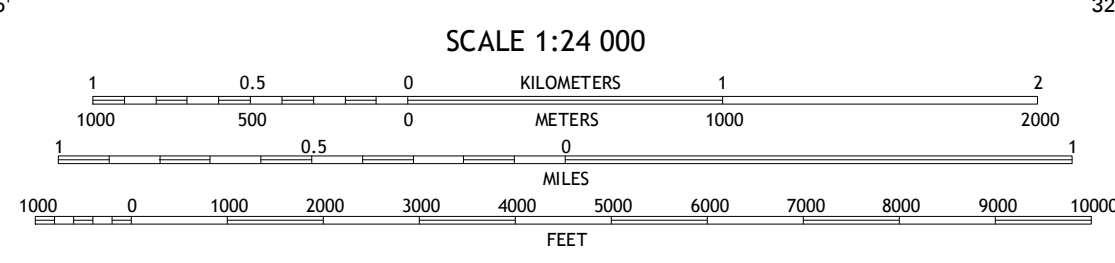 32
SCALE 1:24 000
1 0.5 0 KILOMETERS 1 2
1000 500 0 METERS 1000 2000
1 0.5 0 1
MILES
1000 0 1000 2000 3000 4000 5000 6000 7000 8000 9000 10000
FEET